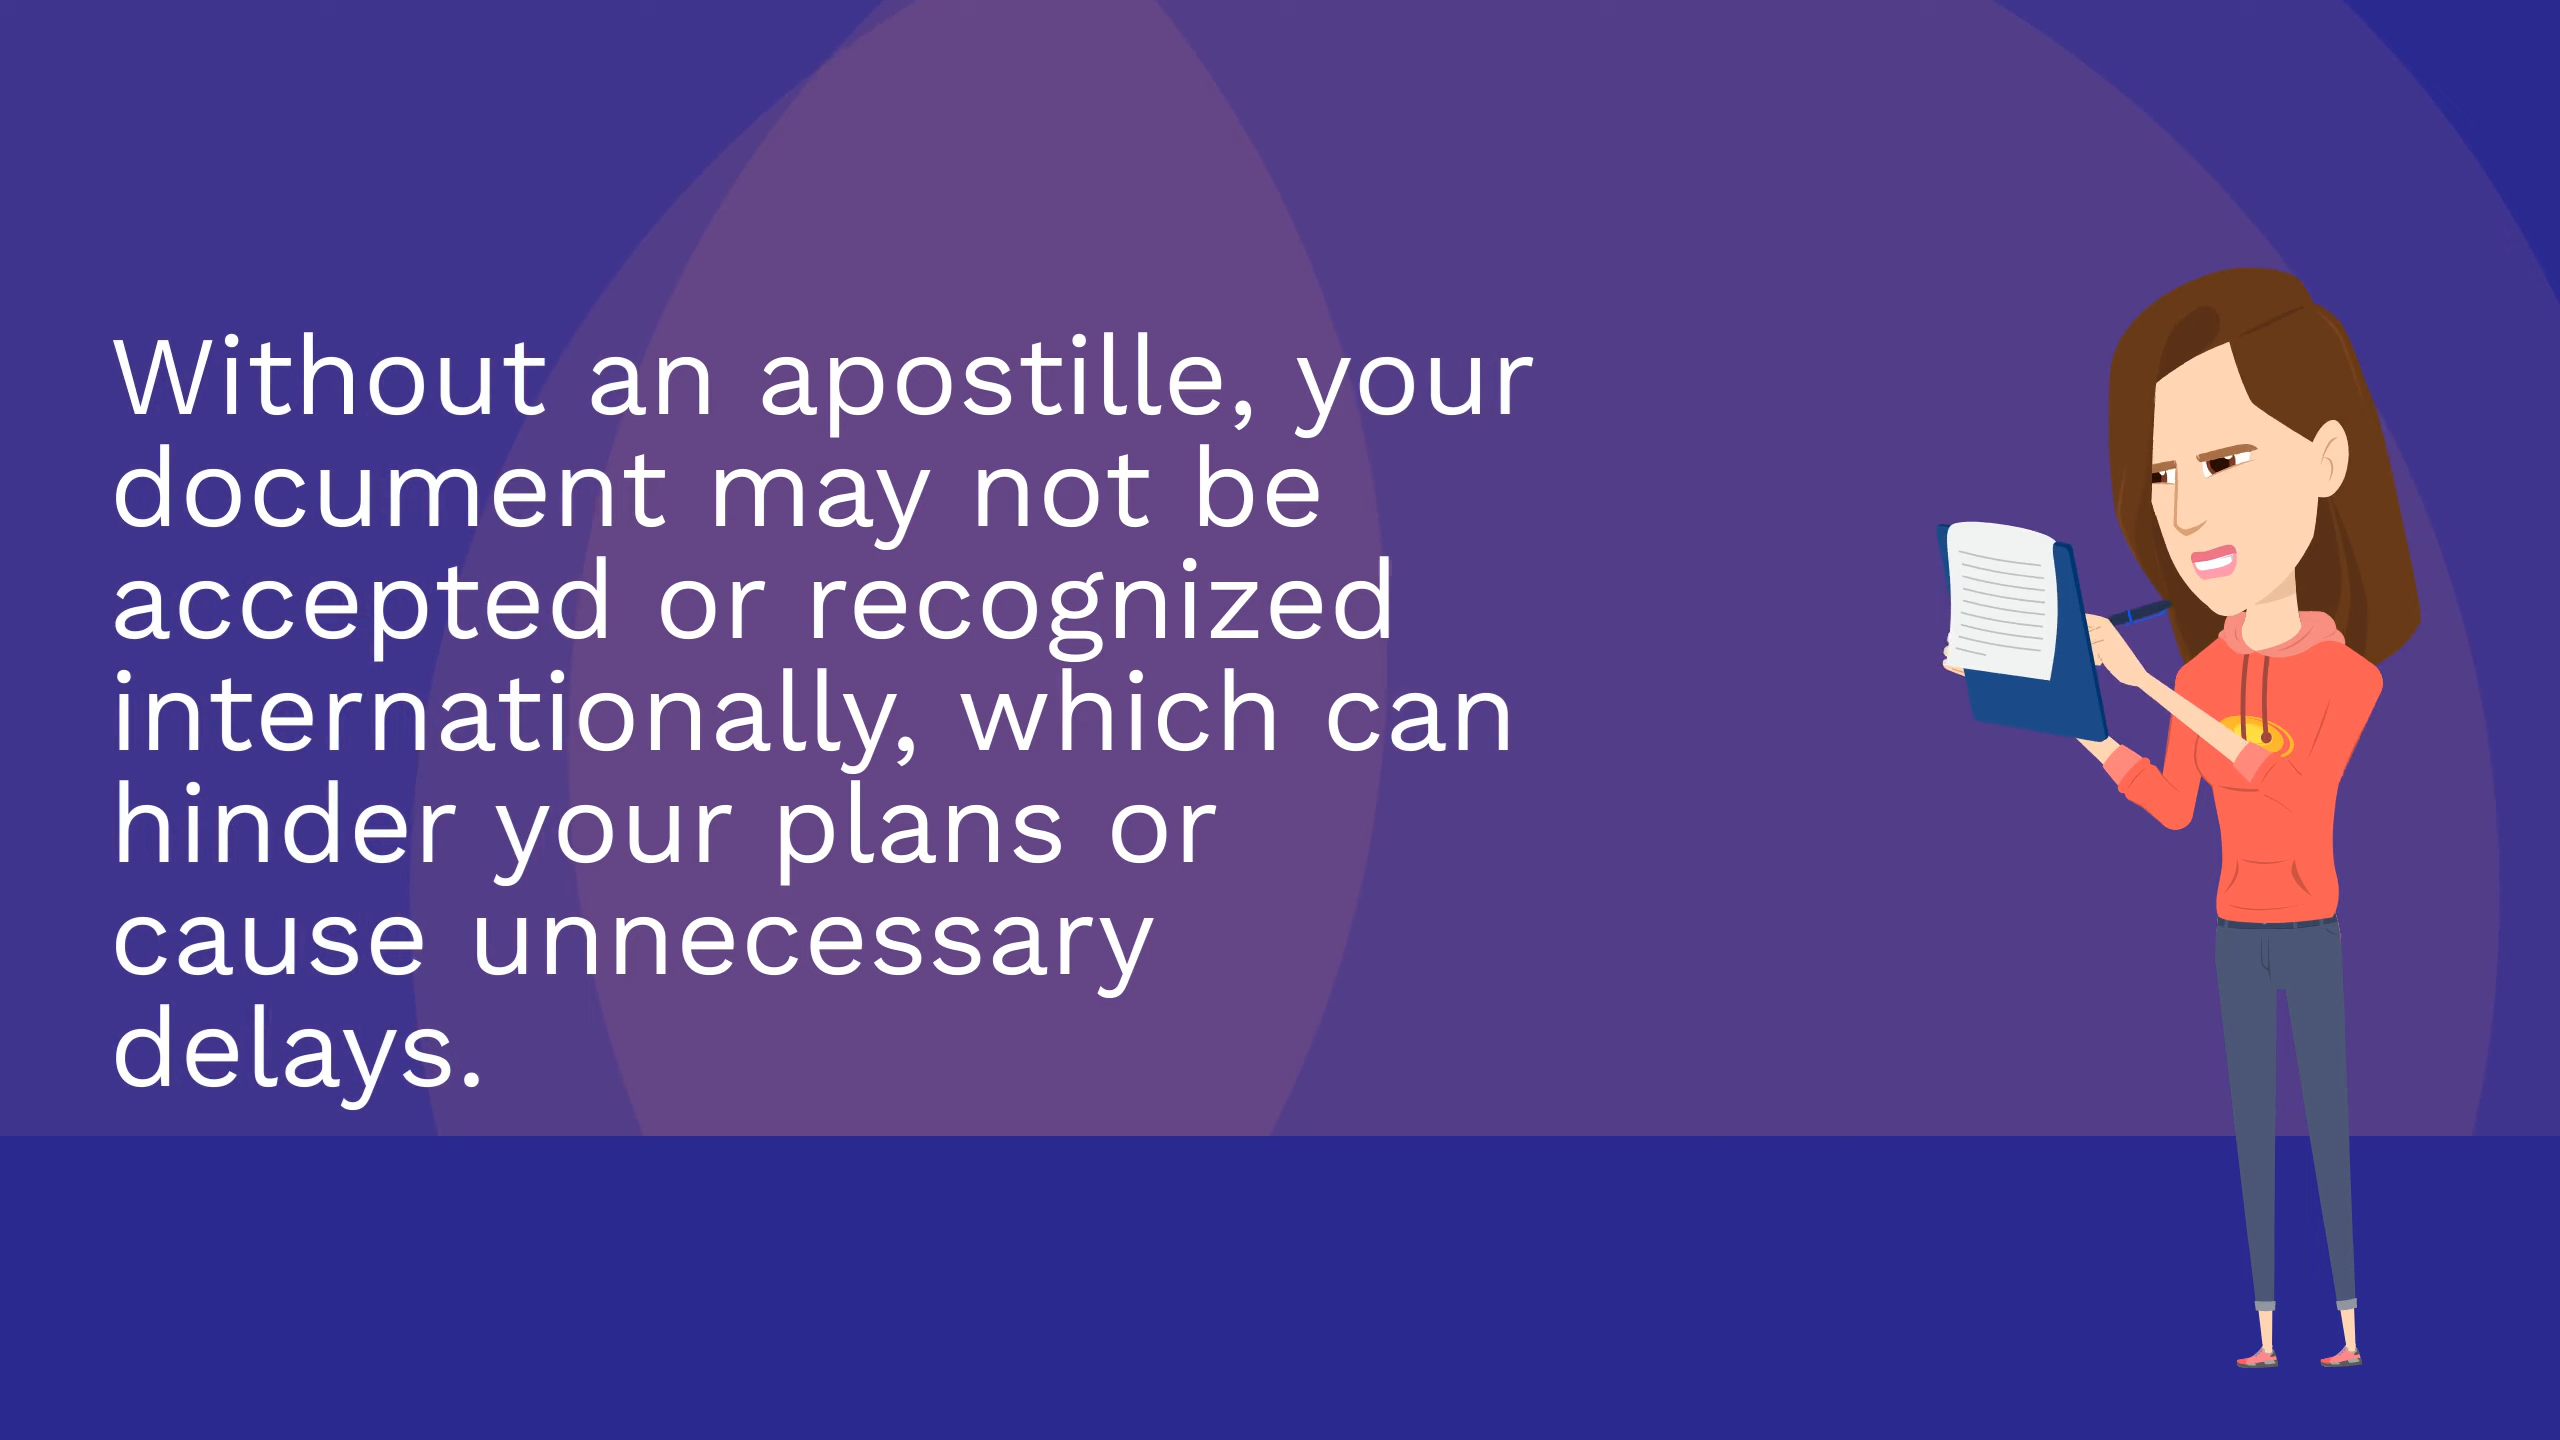 Without an apostille, your
document may not be
accepted or recognized
internationally, which can
hinder your plans or
cause unnecessary
delays.